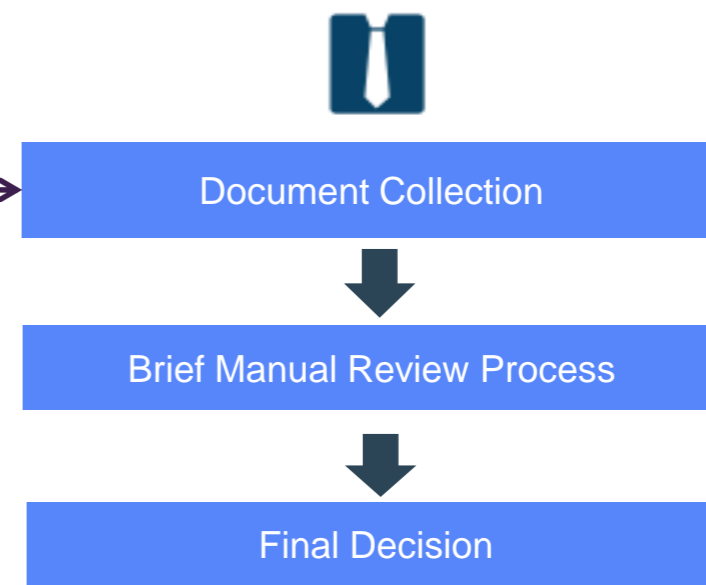 Document Collection
Brief Manual Review Process
Final Decision